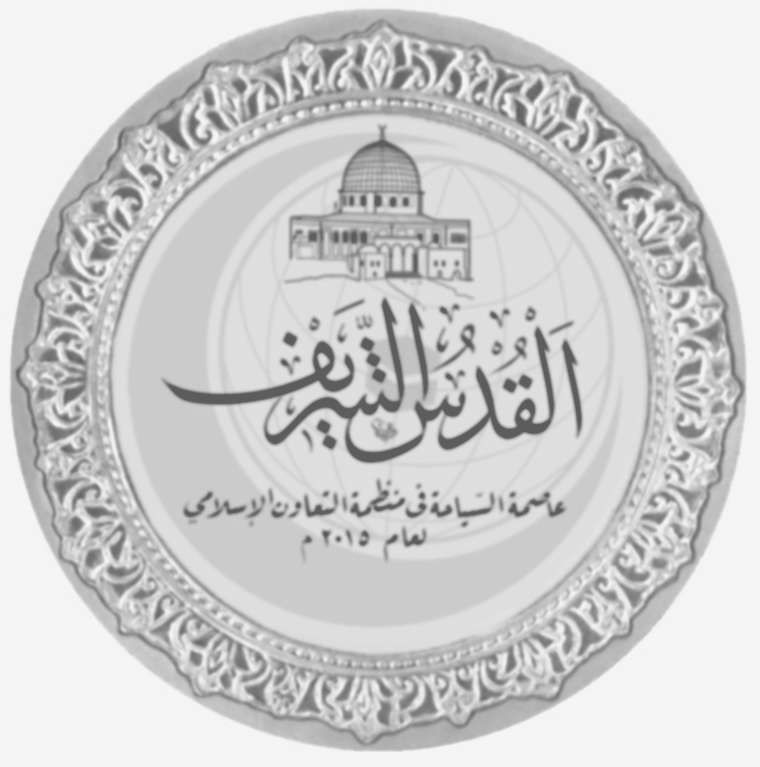 القدس الشريف
عاصمة السياحة في منظمة التعاون الإسلامي
لعام ٢٠١٥ م